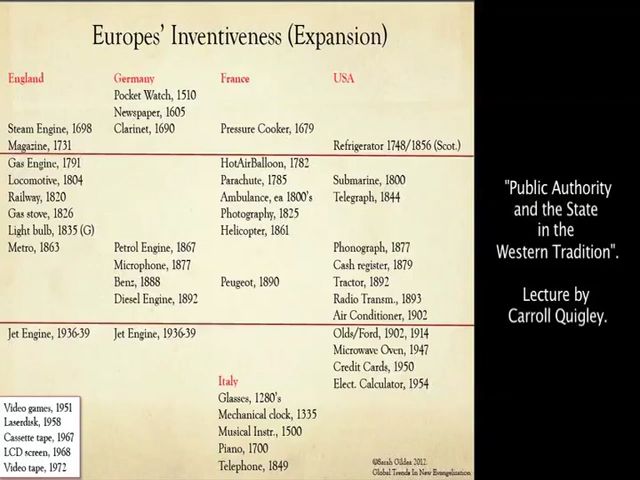 Europes' Inventiveness (Expansion)
England Germany France USA
Pocket Watch, 1510
Newspaper, 1605
Steam Engine, 1698 Clarinet, 1690 Pressure Cooker, 1679
Magazine, 1731 Refrigerator 1748/1856 (Scot.)
Gas Engine, 1791 HotAirBalloon, 1782
Locomotive, 1804 Parachute, 1785 Submarine, 1800
Railway, 1820 Ambulance, ea 1800's Telegraph, 1844
Gas stove, 1826 Photography, 1825
Light bulb, 1835 (G) Helicopter, 1861
Metro, 1863 Petrol Engine, 1867 Phonograph, 1877
Microphone, 1877 Cash register, 1879
Benz, 1888 Peugeot, 1890 Tractor, 1892
Diesel Engine, 1892 Radio Transm., 1893
Air Conditioner, 1902
Jet Engine, 1936-39 Jet Engine, 1936-39 Olds/Ford, 1902, 1914
Microwave Oven, 1947
Credit Cards, 1950
Italy Elect. Calculator, 1954
Glasses, 1280's
Mechanical clock, 1335
Musical Instr., 1500
Piano, 1700
Telephone, 1849
Video games, 1951
Laserdisk, 1958
Cassette tape, 1967
LCD screen, 1968
Video tape, 1972
©Sarah Gildea 2012.
Global Trends In New Evangelization
"Public Authority
and the State
in the
Western Tradition".
Lecture by
Carroll Quigley.